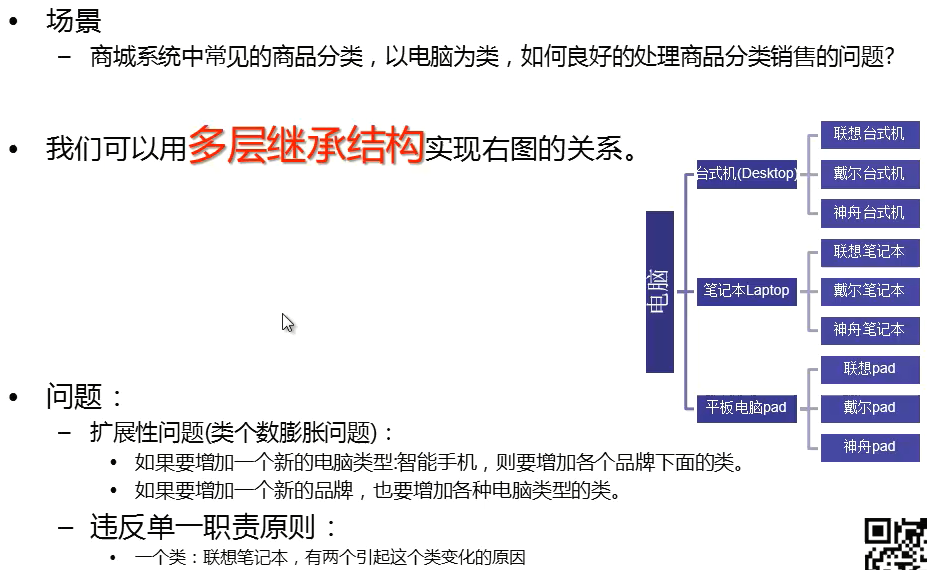 • 场景
– 商城系统中常见的商品分类，以电脑为类，如何良好的处理商品分类销售的问题?
• 我们可以用多层继承结构实现右图的关系。
电脑
台式机(Desktop)
联想台式机
戴尔台式机
神舟台式机
笔记本Laptop
联想笔记本
戴尔笔记本
神舟笔记本
平板电脑pad
联想pad
戴尔pad
神舟pad
• 问题：
– 扩展性问题(类个数膨胀问题)：
• 如果要增加一个新的电脑类型:智能手机，则要增加各个品牌下面的类。
• 如果要增加一个新的品牌，也要增加各种电脑类型的类。
– 违反单一职责原则：
• 一个类：联想笔记本，有两个引起这个类变化的原因